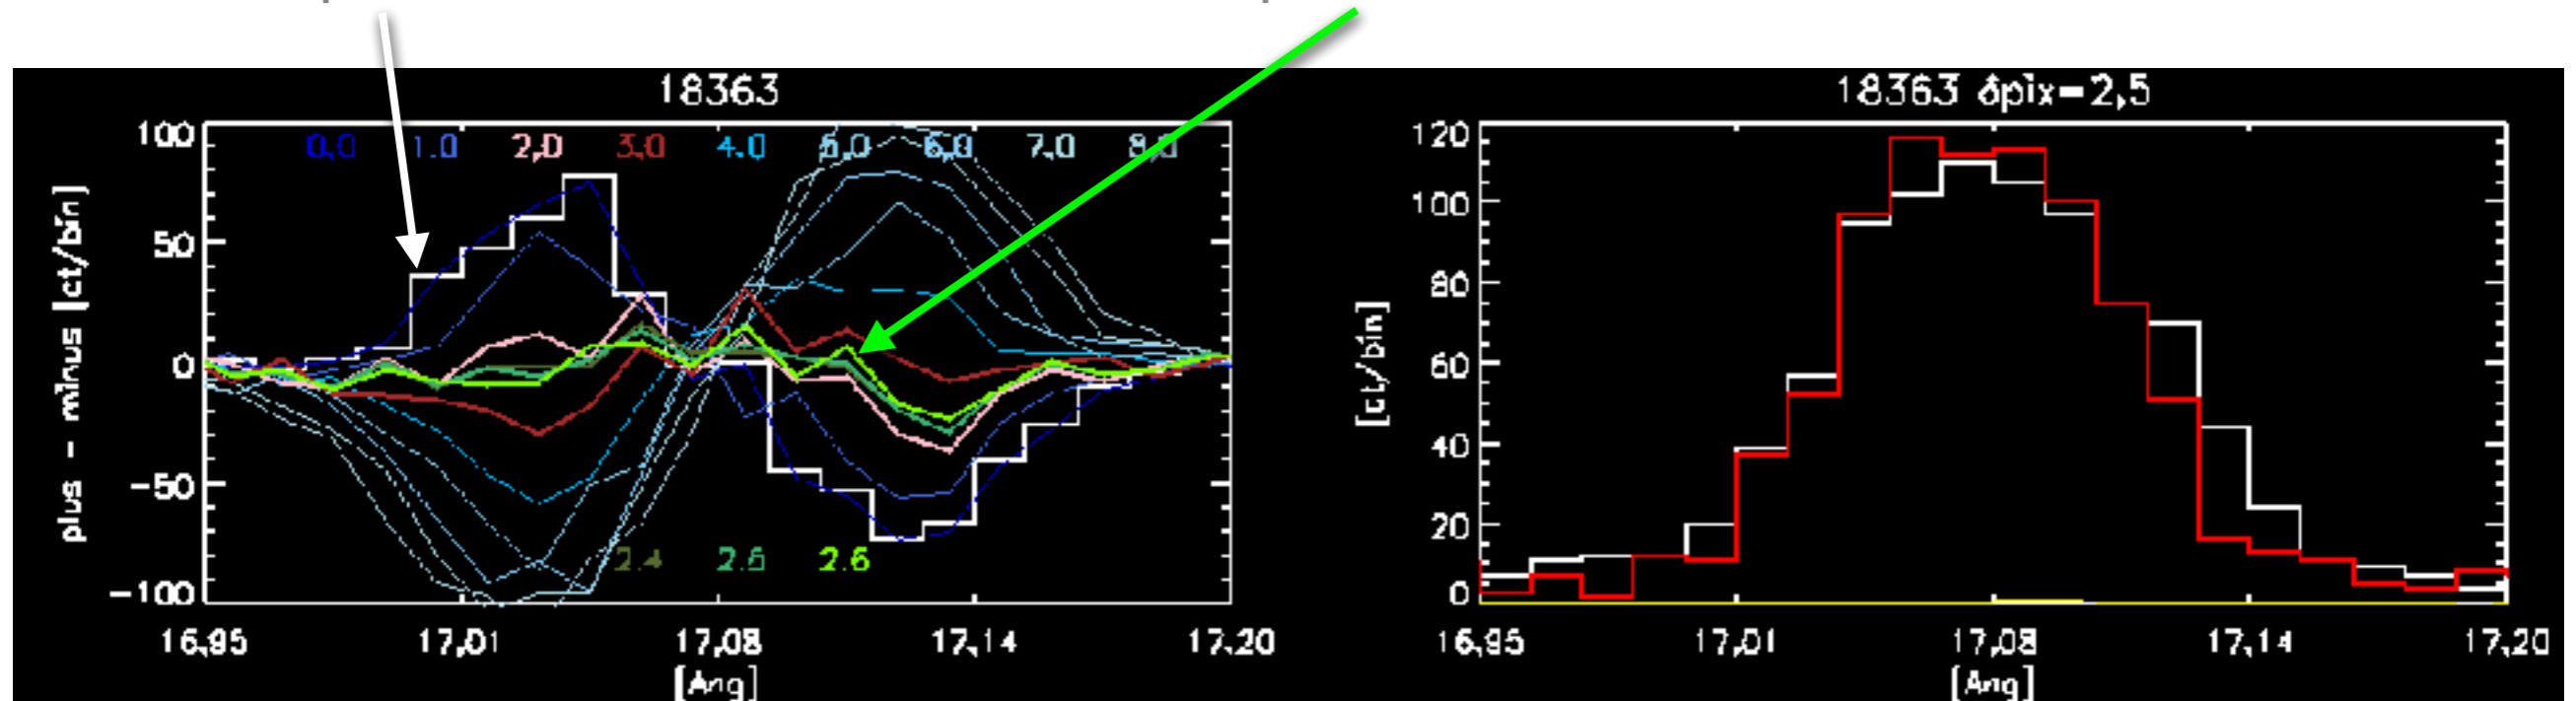 18363
100
50
0
-50
-100
plus - minus [ct/bin]
0.0 1.0 2.0 3.0 4.0 5.0 6.0 7.0 8.0
2.4 2.5 2.6
16.95 17.01 17.08 17.14 17.20
[Ang]
18363 δpix=2.5
120
100
80
60
40
20
0
[ct/bin]
16.95 17.01 17.08 17.14 17.20
[Ang]